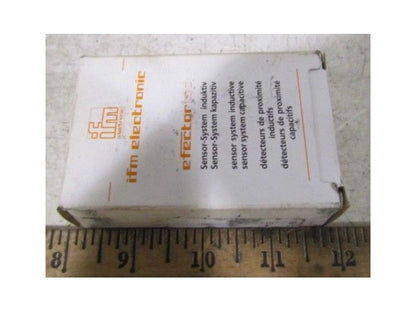 ifm electronic
efector
Sensor-System induktiv
Sensor-System kapazitiv
sensor system inductive
sensor system capacitive
détecteurs de proximité
inductifs
détecteurs de proximité
capacitifs
8 9 10 11 12